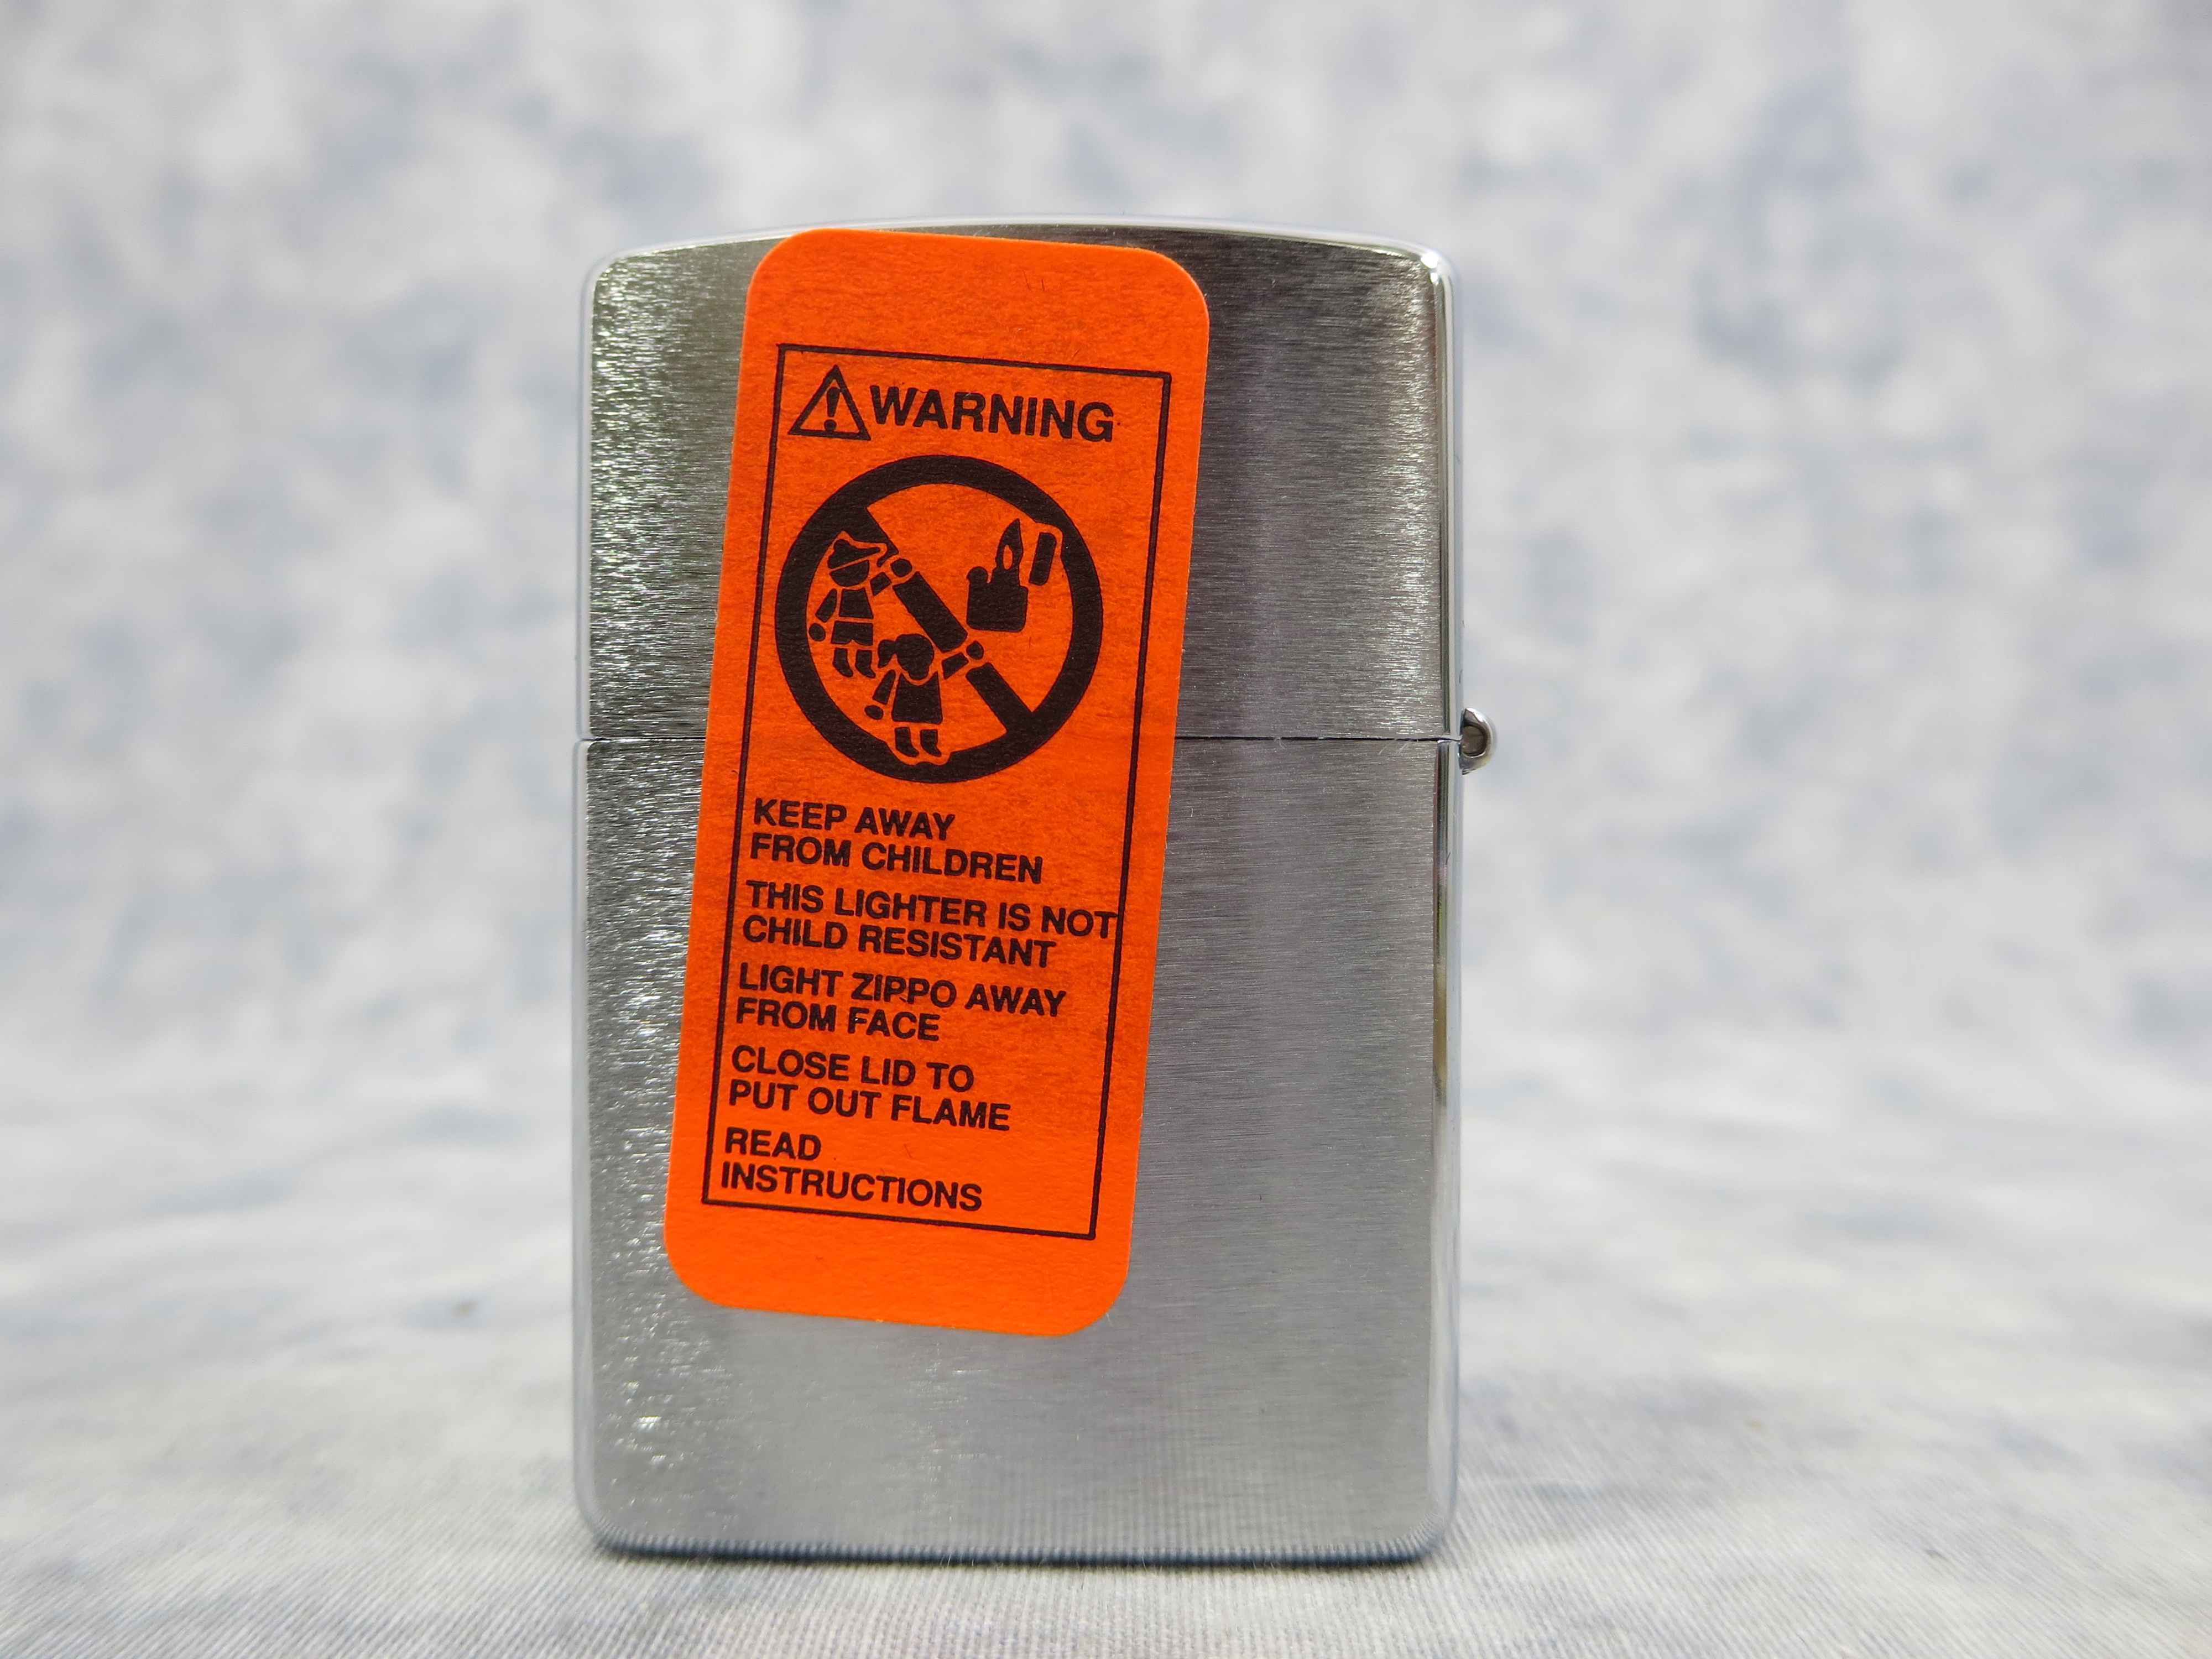 WARNING
KEEP AWAY
FROM CHILDREN
THIS LIGHTER IS NOT
CHILD RESISTANT
LIGHT ZIPPO AWAY
FROM FACE
CLOSE LID TO
PUT OUT FLAME
READ
INSTRUCTIONS